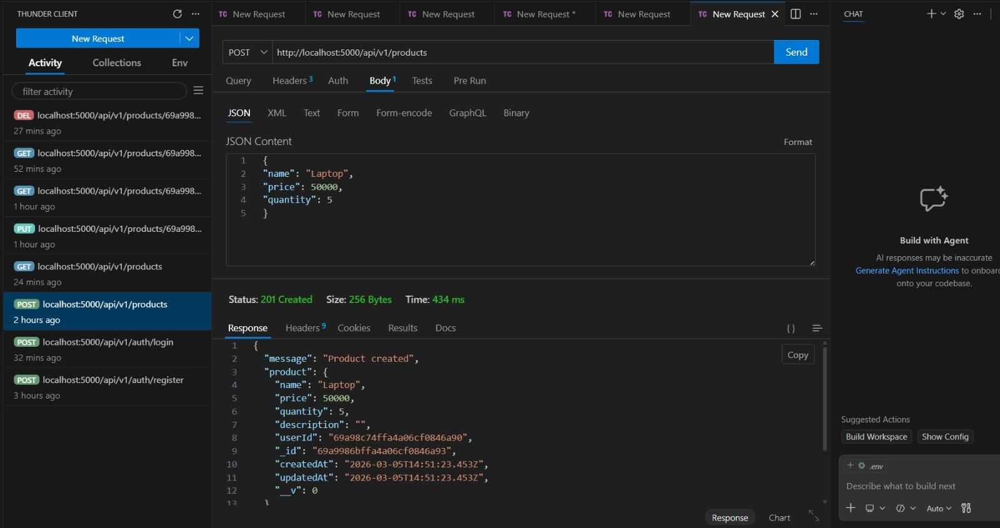 THUNDER CLIENT
New Request
Activity Collections Env
filter activity
DEL localhost:5000/api/v1/products/69a998...
27 mins ago
GET localhost:5000/api/v1/products/69a998...
52 mins ago
GET localhost:5000/api/v1/products/69a998...
1 hour ago
PUT localhost:5000/api/v1/products/69a998...
1 hour ago
GET localhost:5000/api/v1/products
24 mins ago
POST localhost:5000/api/v1/products
2 hours ago
POST localhost:5000/api/v1/auth/login
32 mins ago
POST localhost:5000/api/v1/auth/register
3 hours ago
TC New Request TC New Request TC New Request TC New Request * TC New Request TC New Request
POST http://localhost:5000/api/v1/products Send
Query Headers 3 Auth Body 1 Tests Pre Run
JSON XML Text Form Form-encode GraphQL Binary
JSON Content Format
1 {
2 "name": "Laptop",
3 "price": 50000,
4 "quantity": 5
5 }
Status: 201 Created Size: 256 Bytes Time: 434 ms
Response Headers 9 Cookies Results Docs { }
Copy
1 {
2 "message": "Product created",
3 "product": {
4 "name": "Laptop",
5 "price": 50000,
6 "quantity": 5,
7 "description": "",
8 "userId": "69a98c74ffa4a06cf0846a90",
9 "_id": "69a9986bffa4a06cf0846a93",
10 "createdAt": "2026-03-05T14:51:23.453Z",
11 "updatedAt": "2026-03-05T14:51:23.453Z",
12 "__v": 0
13 }
Response Chart
CHAT
Build with Agent
AI responses may be inaccurate
Generate Agent Instructions to onboard
onto your codebase.
Suggested Actions
Build Workspace Show Config
.env
Describe what to build next
Auto